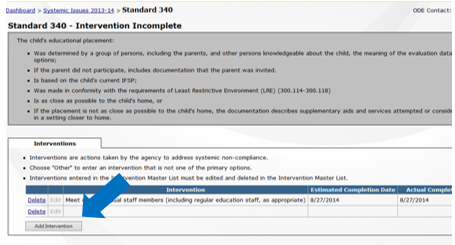 Dashboard > Systemic Issues 2013-14 > Standard 340
ODE Contact:
Standard 340 - Intervention Incomplete
The child's educational placement:
• Was determined by a group of persons, including the parents, and other persons knowledgeable about the child, the meaning of the evaluation data
options;
• If the parent did not participate, includes documentation that the parent was invited.
• Is based on the child's current IFSP;
• Was made in conformity with the requirements of Least Restrictive Environment (LRE) (300.114-300.118)
• Is as close as possible to the child's home, or
• If the placement is not as close as possible to the child's home, the documentation describes supplementary aids and services attempted or
in a setting closer to home.
Interventions
• Interventions are actions taken by the agency to address systemic non-compliance.
• Choose "Other" to enter an intervention that is not one of the primary options.
• Interventions entered in the Intervention Master List must be edited and deleted in the Intervention Master List.
Intervention Estimated Completion Date Actual
Delete Edit Meet staff members (including regular education staff, as appropriate) 8/27/2014 8/27/2014
Delete Edit
Add Intervention